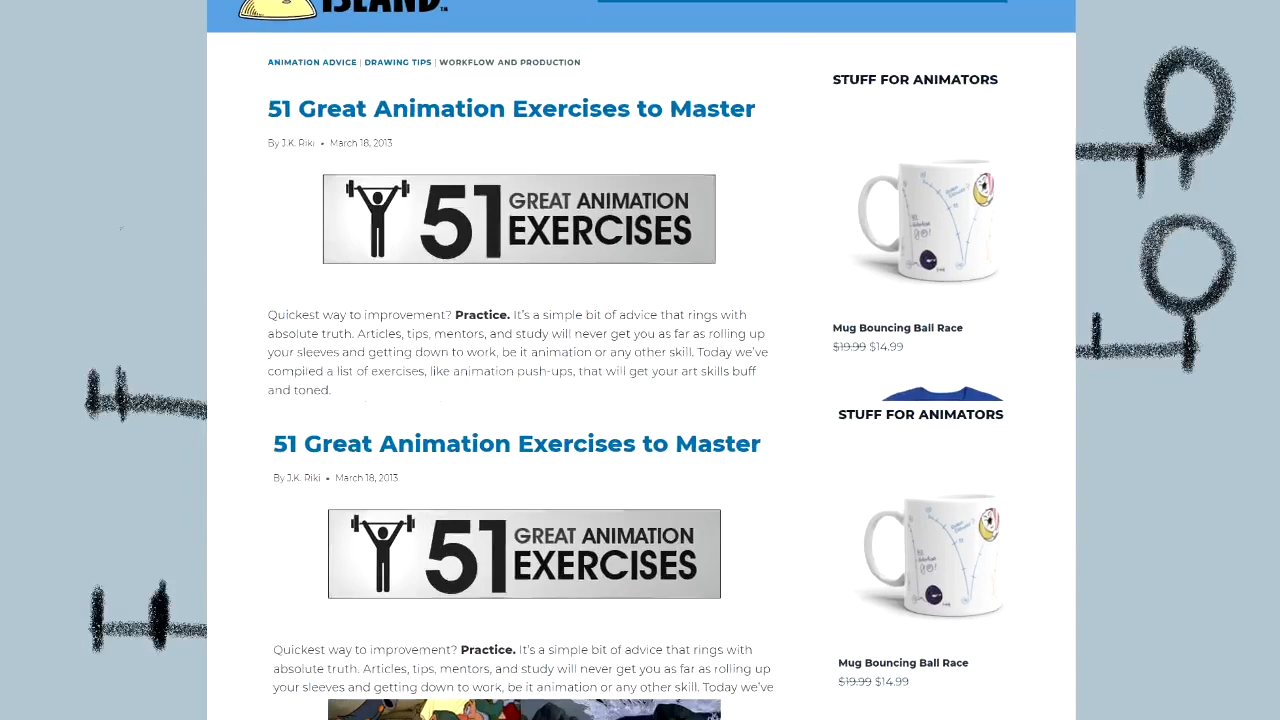 ISLAND™
ANIMATION ADVICE | DRAWING TIPS | WORKFLOW AND PRODUCTION
51 Great Animation Exercises to Master
By J.K. Riki • March 18, 2013
51 GREAT ANIMATION
EXERCISES
Quickest way to improvement? Practice. It's a simple bit of advice that rings with
absolute truth. Articles, tips, mentors, and study will never get you as far as rolling up
your sleeves and getting down to work, be it animation or any other skill. Today we've
compiled a list of exercises, like animation push-ups, that will get your art skills buff
and toned.
STUFF FOR ANIMATORS
Mug Bouncing Ball Race
$19.99 $14.99
51 Great Animation Exercises to Master
By J.K. Riki • March 18, 2013
51 GREAT ANIMATION
EXERCISES
Quickest way to improvement? Practice. It's a simple bit of advice that rings with
absolute truth. Articles, tips, mentors, and study will never get you as far as rolling up
your sleeves and getting down to work, be it animation or any other skill. Today we've
STUFF FOR ANIMATORS
Mug Bouncing Ball Race
$19.99 $14.99